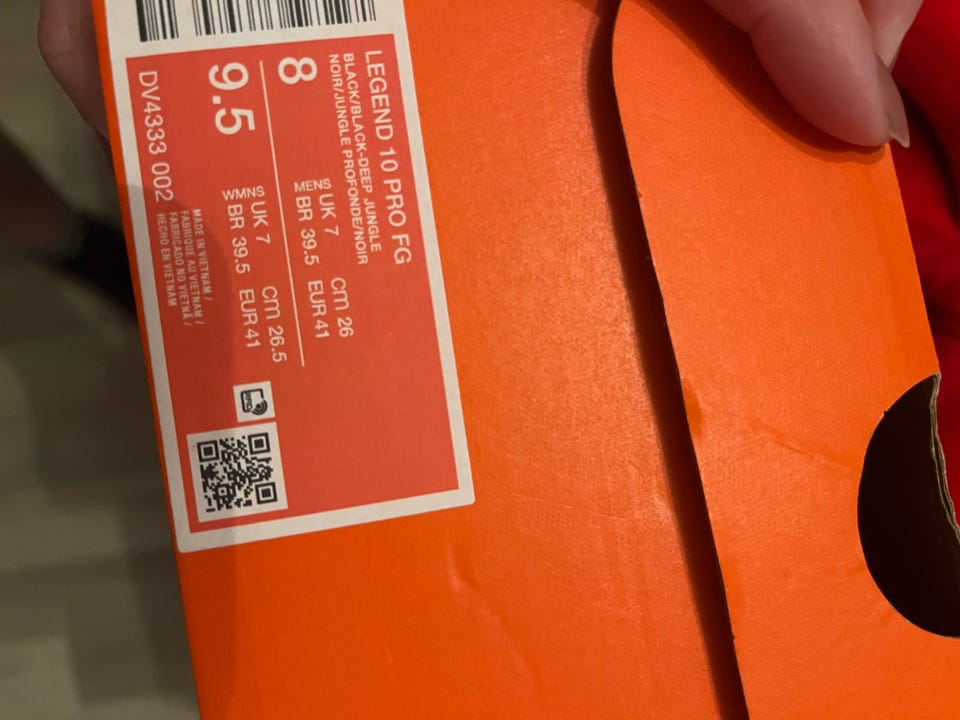 LEGEND 10 PRO FG
BLACK/BLACK-DEEP JUNGLE
NOIR/JUNGLE PROFONDE/NOIR
8
MENS UK 7 cm 26
BR 39.5 EUR 41
9.5
WMNS UK 7 cm 26.5
BR 39.5 EUR 41
DV4333 002
MADE IN VIETNAM /
FABRIQUE AU VIETNAM /
FABRICADO NO VIETNÃ /
HECHO EN VIETNAM